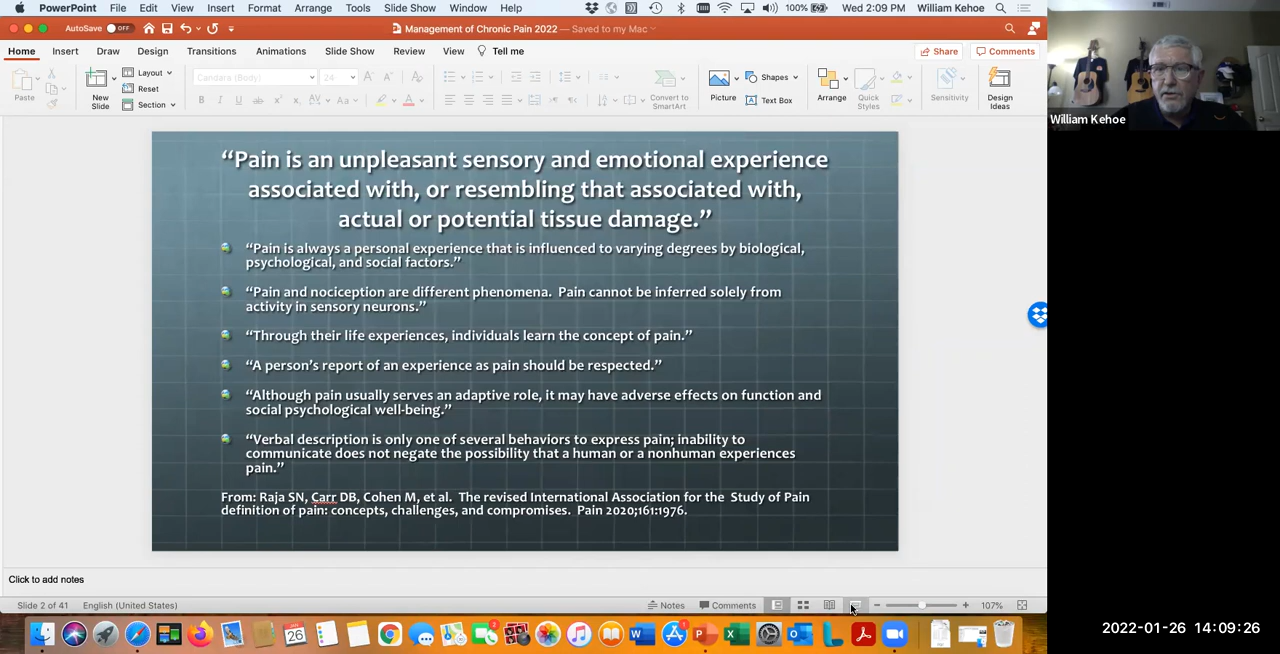 PowerPoint File Edit View Insert Format Arrange Tools Slide Show Window Help 100% Wed 2:09 PM William Kehoe
AutoSave OFF Management of Chronic Pain 2022 — Saved to my Mac
Home Insert Draw Design Transitions Animations Slide Show Review View Tell me Share Comments
Paste
New Slide
Layout
Reset
Section
Candara (Body) 24
Convert to SmartArt
Picture
Shapes
Text Box
Arrange
Quick Styles
Sensitivity
Design Ideas
William Kehoe
“Pain is an unpleasant sensory and emotional experience
associated with, or resembling that associated with,
actual or potential tissue damage.”
“Pain is always a personal experience that is influenced to varying degrees by biological,
psychological, and social factors.”
“Pain and nociception are different phenomena. Pain cannot be inferred solely from
activity in sensory neurons.”
“Through their life experiences, individuals learn the concept of pain.”
“A person’s report of an experience as pain should be respected.”
“Although pain usually serves an adaptive role, it may have adverse effects on function and
social psychological well-being.”
“Verbal description is only one of several behaviors to express pain; inability to
communicate does not negate the possibility that a human or a nonhuman experiences
pain.”
From: Raja SN, Carr DB, Cohen M, et al. The revised International Association for the Study of Pain
definition of pain: concepts, challenges, and compromises. Pain 2020;161:1976.
Click to add notes
Slide 2 of 41 English (United States) Notes Comments 107%
JAN 26
2022-01-26 14:09:26